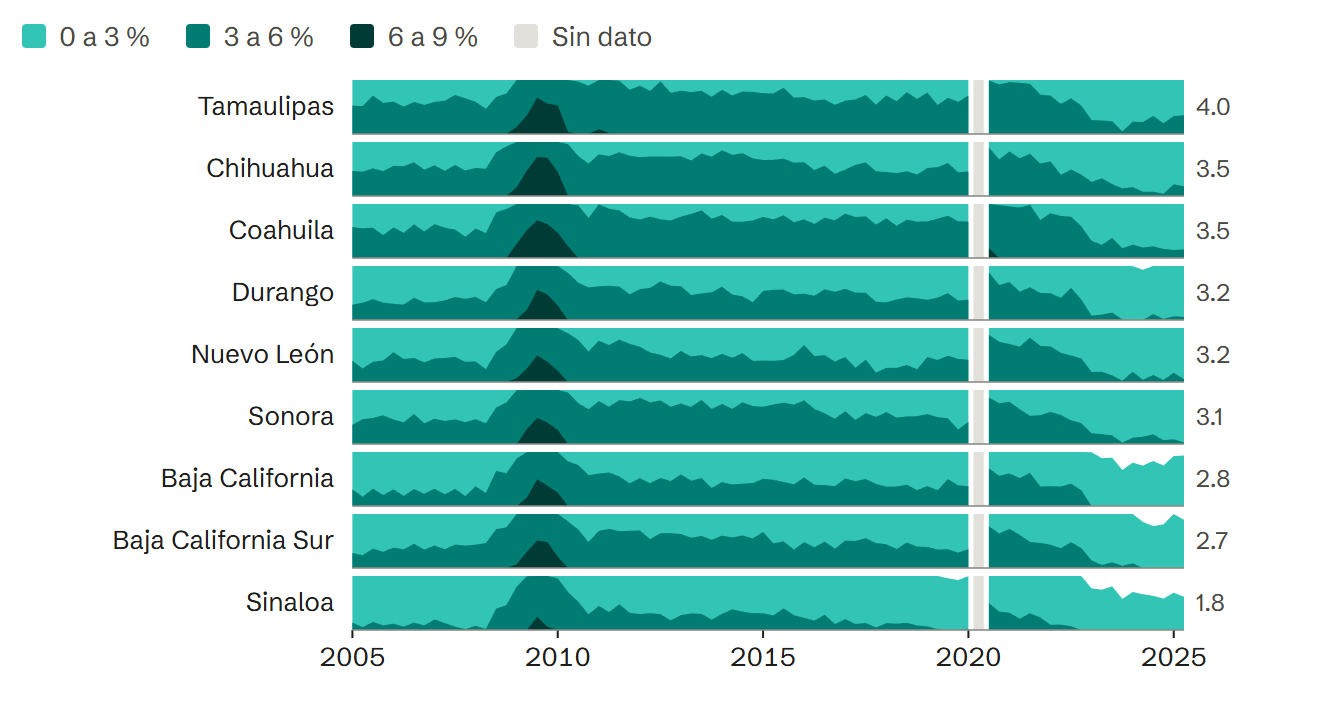 0 a 3 % 3 a 6 % 6 a 9 % Sin dato
Tamaulipas 4.0
Chihuahua 3.5
Coahuila 3.5
Durango 3.2
Nuevo León 3.2
Sonora 3.1
Baja California 2.8
Baja California Sur 2.7
Sinaloa 1.8
2005 2010 2015 2020 2025